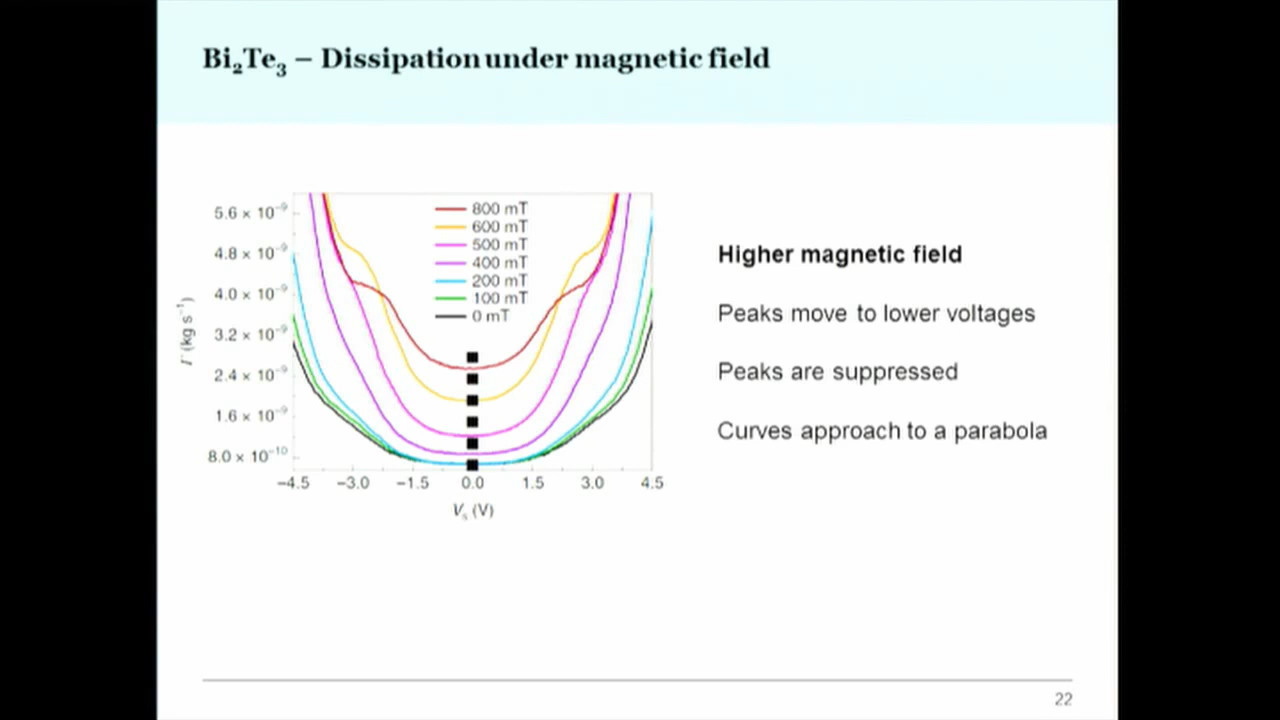 Bi₂Te₃ – Dissipation under magnetic field
5.6 × 10⁻⁹
4.8 × 10⁻⁹
4.0 × 10⁻⁹
3.2 × 10⁻⁹
2.4 × 10⁻⁹
1.6 × 10⁻⁹
8.0 × 10⁻¹⁰
Γ (kg s⁻¹)
800 mT
600 mT
500 mT
400 mT
200 mT
100 mT
0 mT
−4.5 −3.0 −1.5 0.0 1.5 3.0 4.5
Vₛ (V)
Higher magnetic field
Peaks move to lower voltages
Peaks are suppressed
Curves approach to a parabola
22